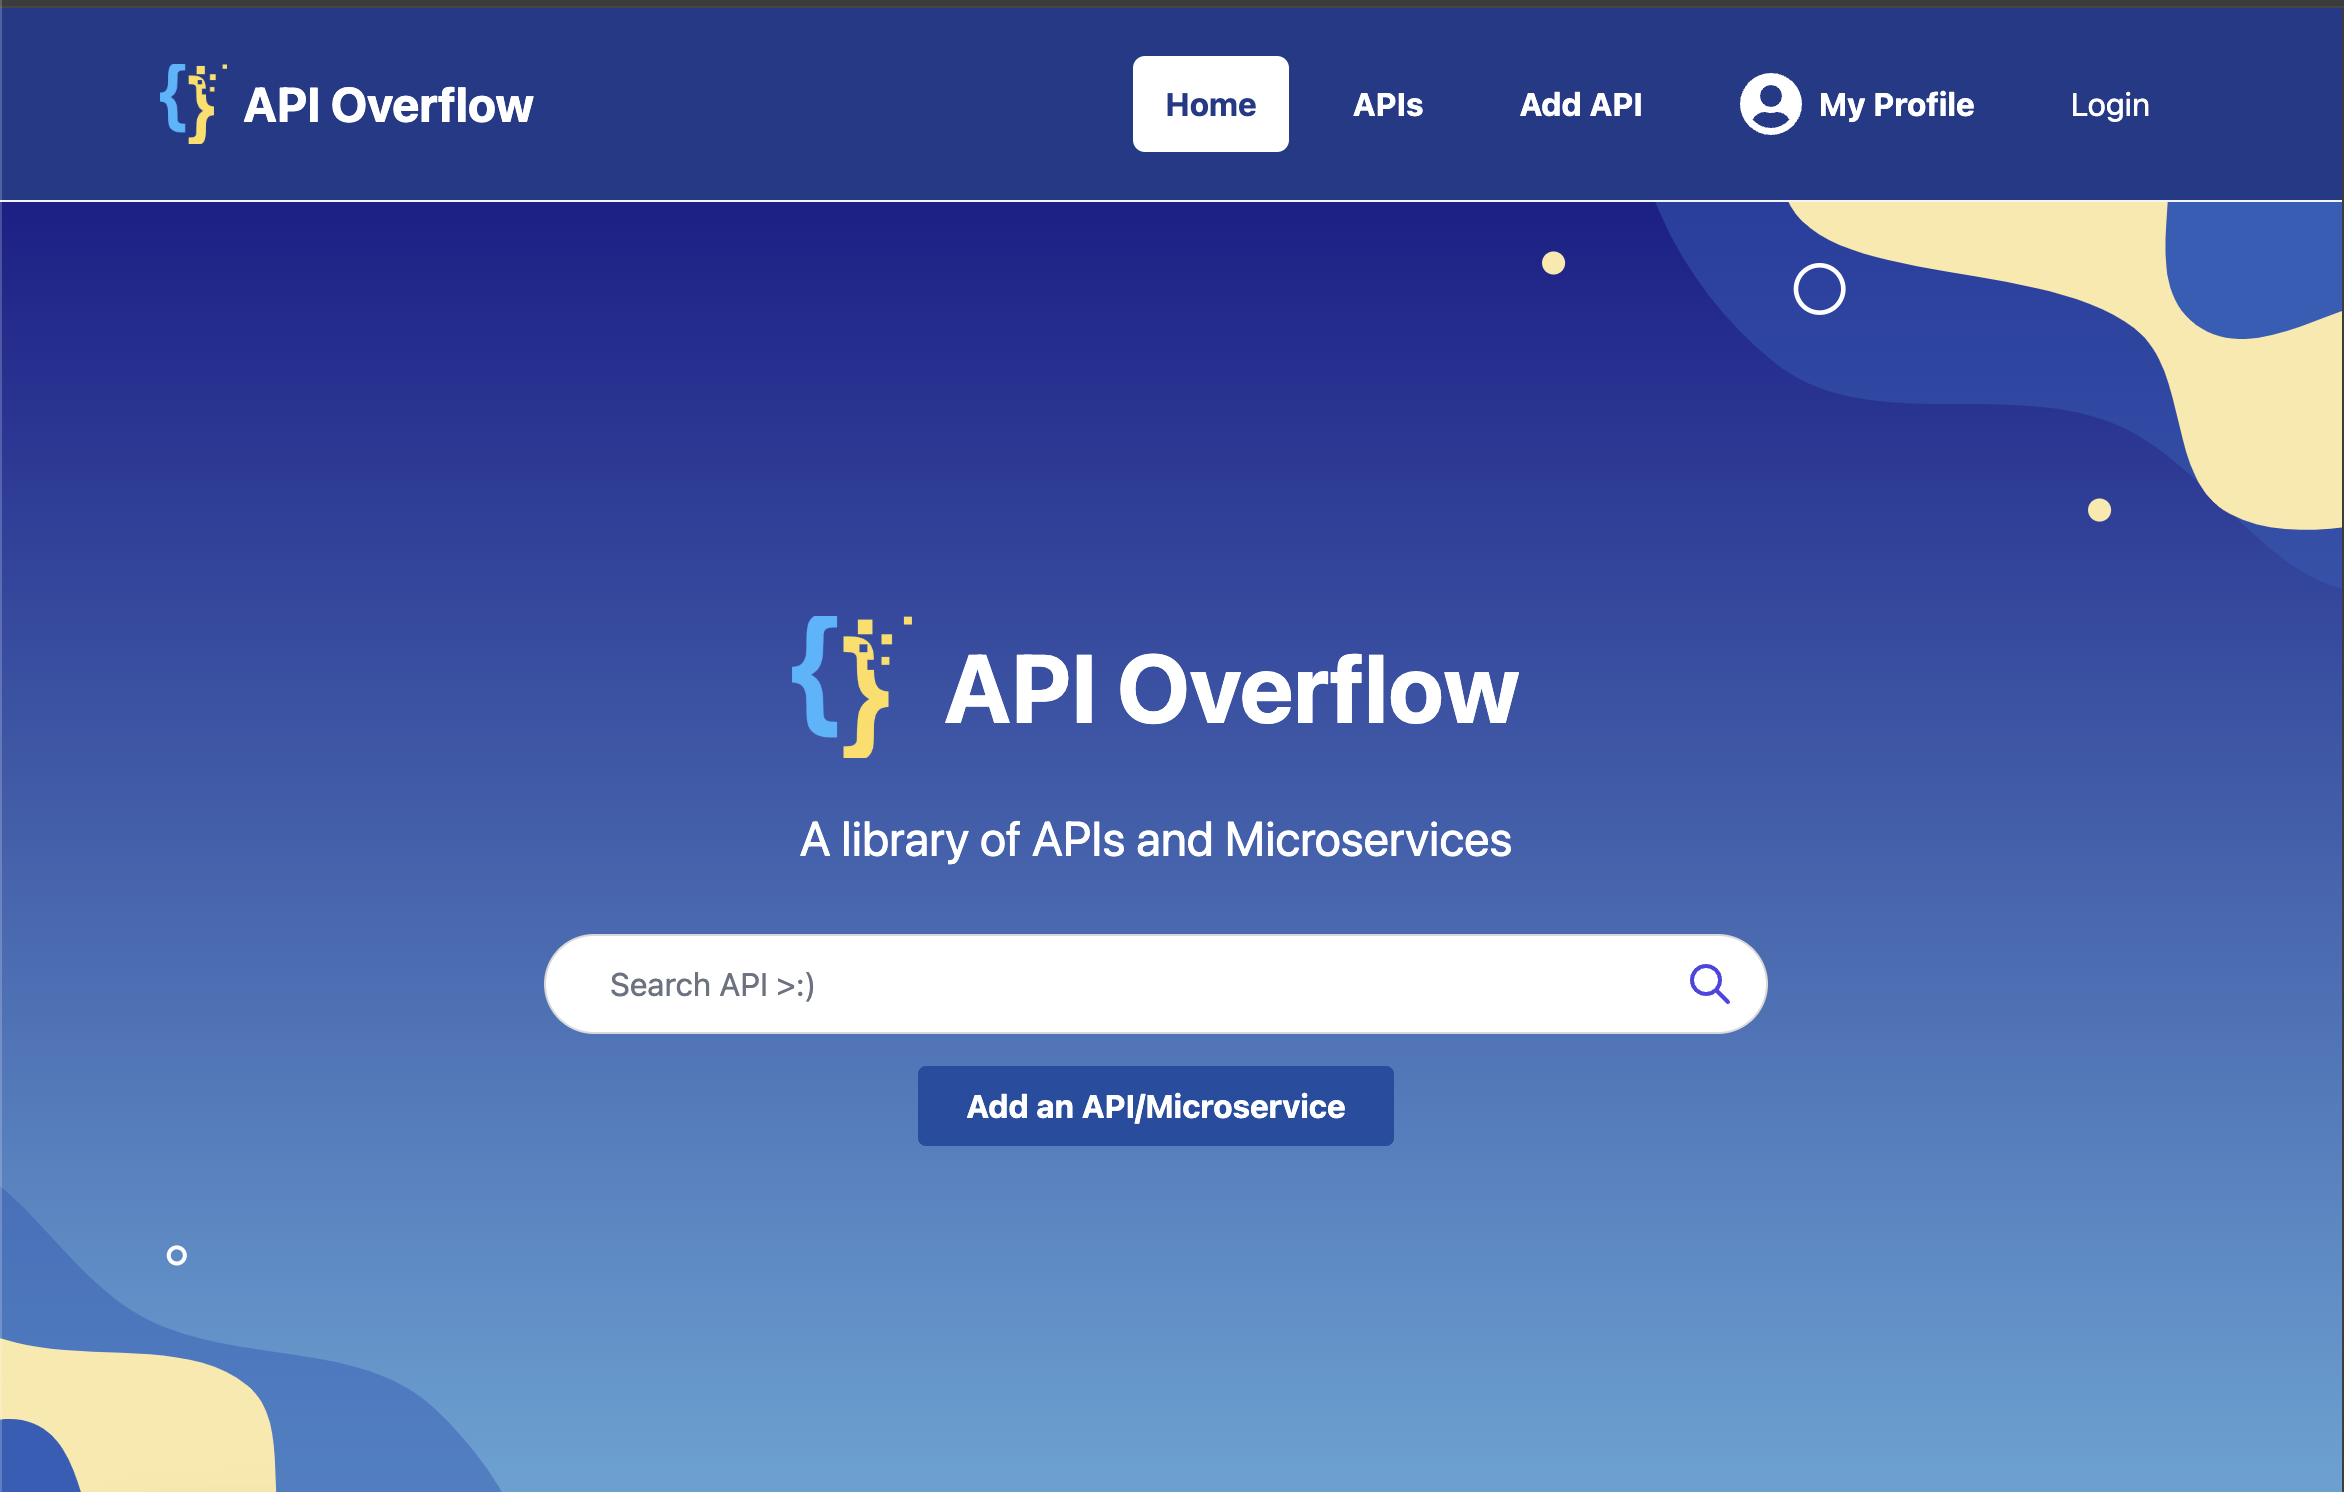 API Overflow
Home
APIs
Add API
My Profile
Login
API Overflow
A library of APIs and Microservices
Search API >:)
Add an API/Microservice